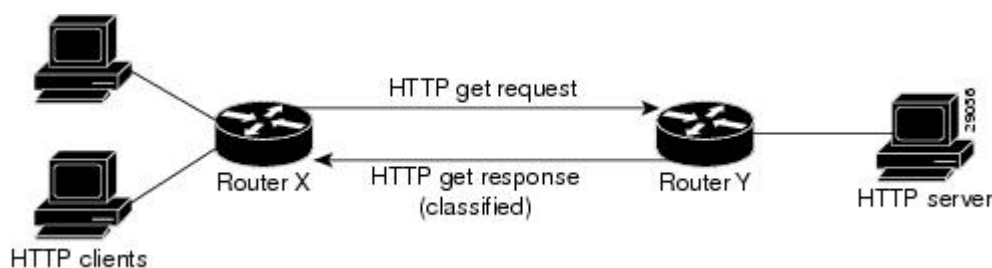 HTTP get request
29056
Router X
HTTP get response
(classified)
Router Y
HTTP server
HTTP clients